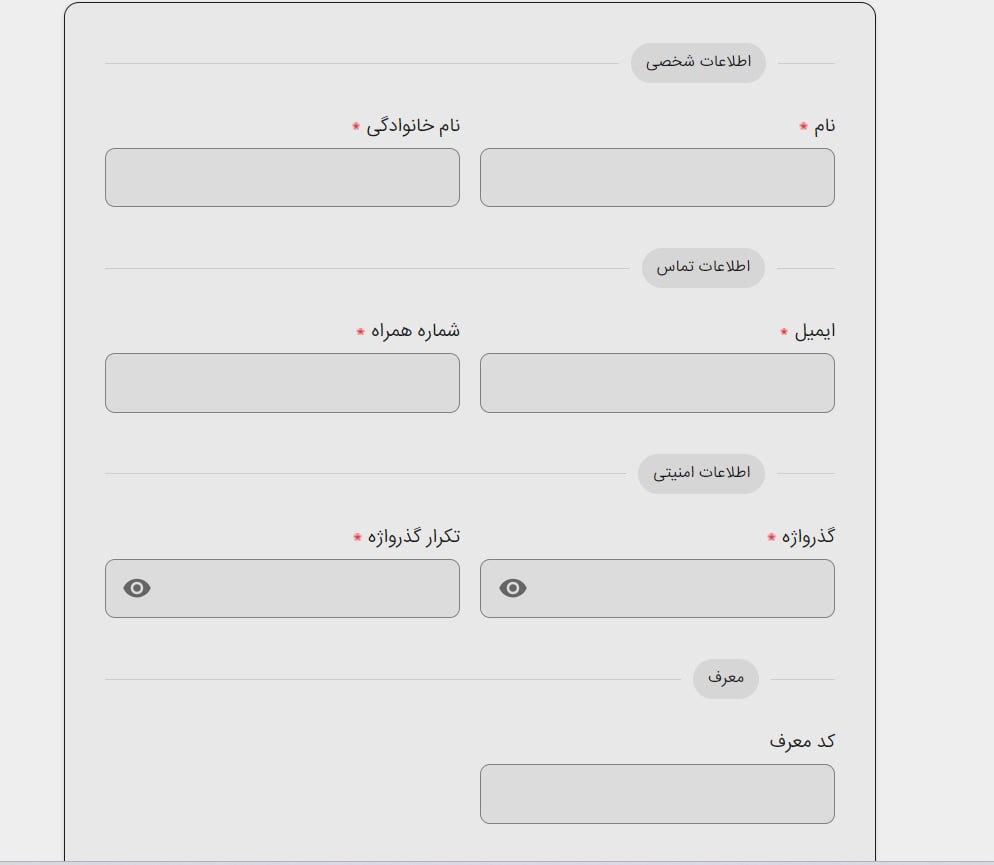 اطلاعات شخصی
نام *
نام خانوادگی *
اطلاعات تماس
ایمیل *
شماره همراه *
اطلاعات امنیتی
گذرواژه *
تکرار گذرواژه *
معرف
کد معرف